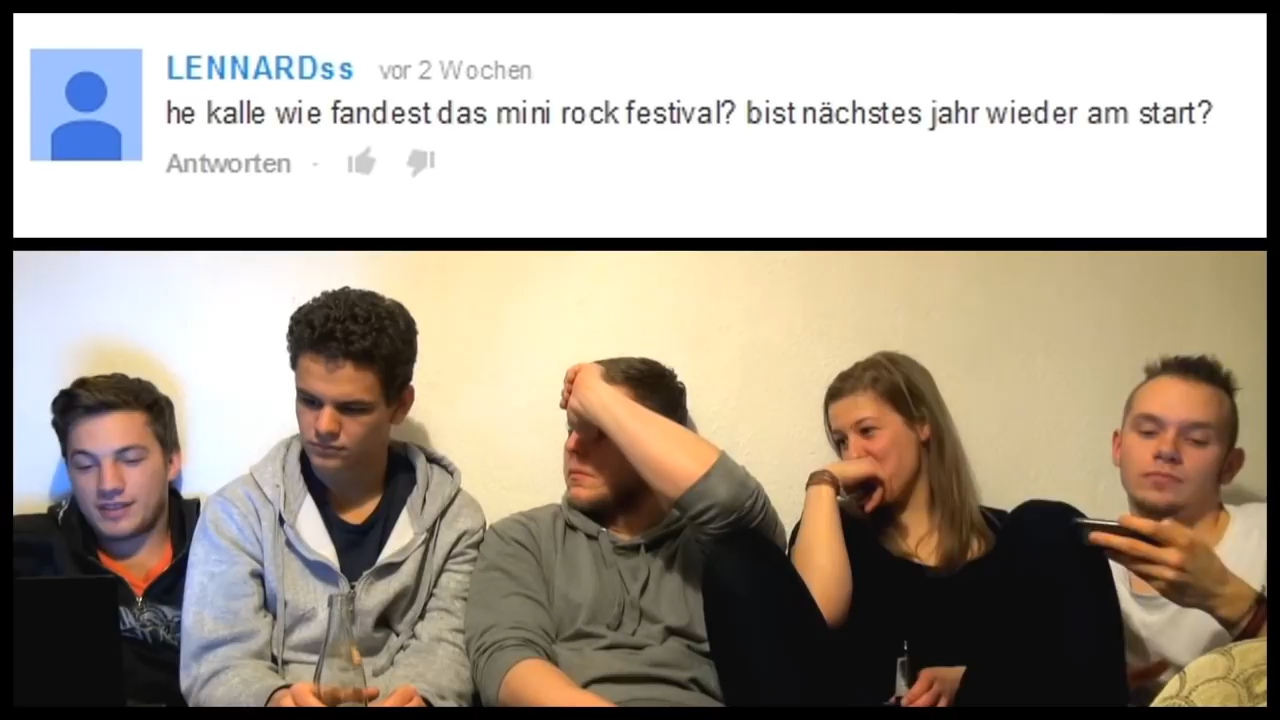 LENNARDss vor 2 Wochen
he kalle wie fandest das mini rock festival? bist nächstes jahr wieder am start?
Antworten ·